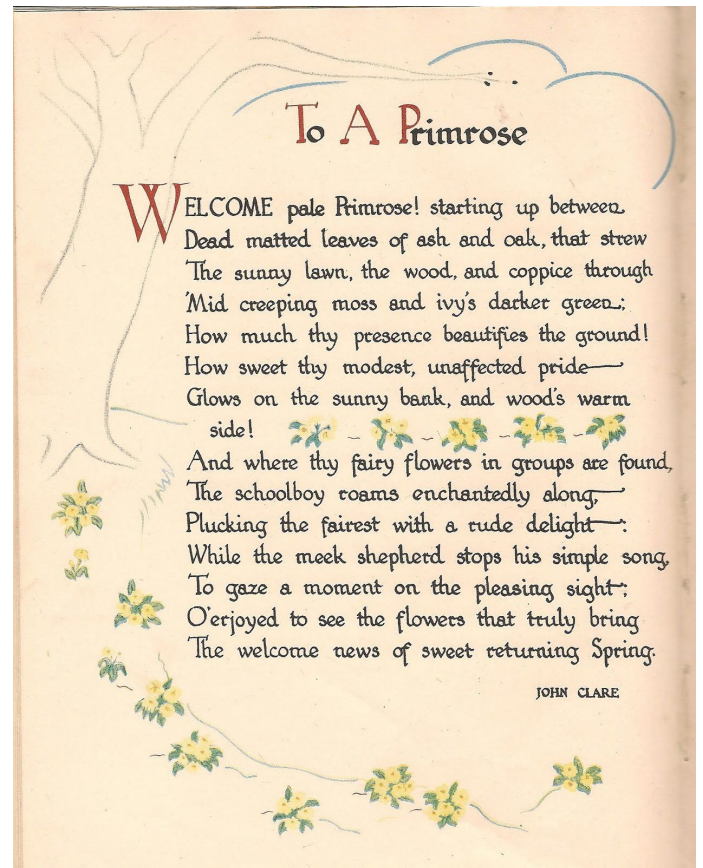 To A Primrose
WELCOME pale Primrose! starting up between
Dead matted leaves of ash and oak, that strew
The sunny lawn, the wood, and coppice through
'Mid creeping moss and ivy's darker green;
How much thy presence beautifies the ground!
How sweet thy modest, unaffected pride
Glows on the sunny bank, and wood's warm
side!
And where thy fairy flowers in groups are found,
The schoolboy roams enchantedly along,
Plucking the fairest with a rude delight:
While the meek shepherd stops his simple song,
To gaze a moment on the pleasing sight;
O'erjoyed to see the flowers that truly bring
The welcome news of sweet returning Spring.
JOHN CLARE